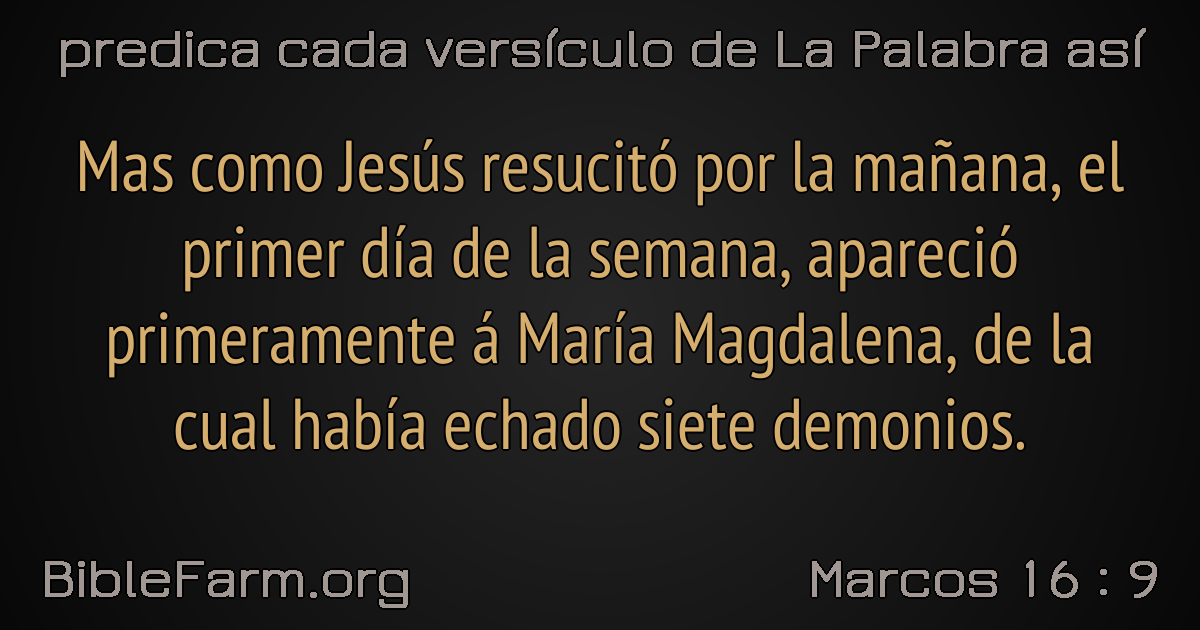 predica cada versículo de La Palabra así
Mas como Jesús resucitó por la mañana, el
primer día de la semana, apareció
primeramente á María Magdalena, de la
cual había echado siete demonios.
BibleFarm.org
Marcos 16 : 9